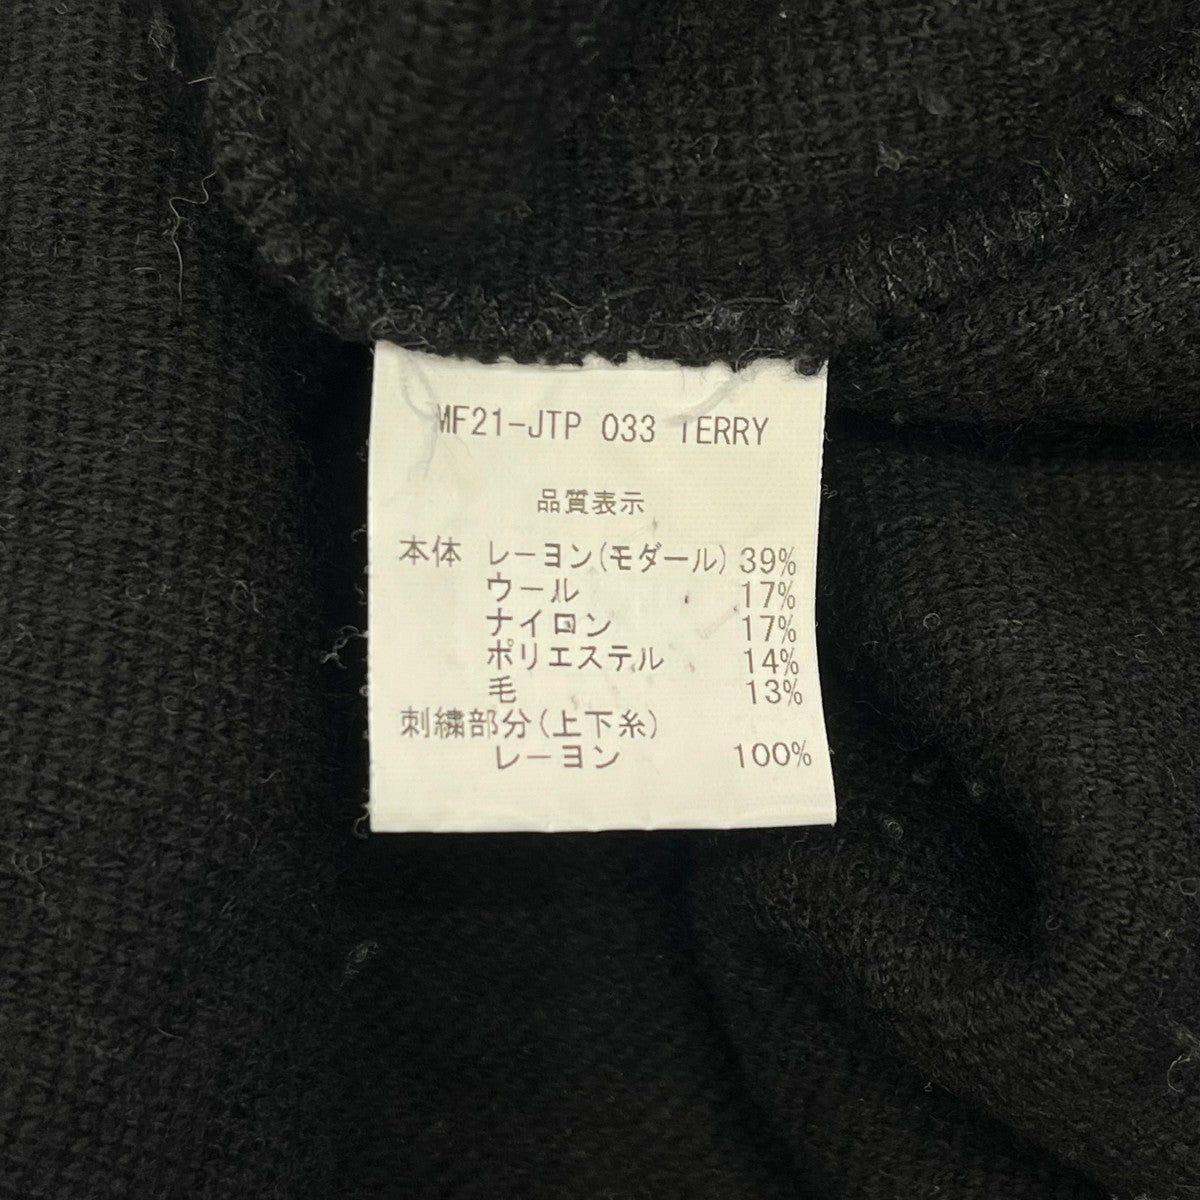 MF21-JTP 033 TERRY
品質表示
本体 レーヨン(モダール) 39%
ウール 17%
ナイロン 17%
ポリエステル 14%
毛 13%
刺繍部分(上下糸)
レーヨン 100%